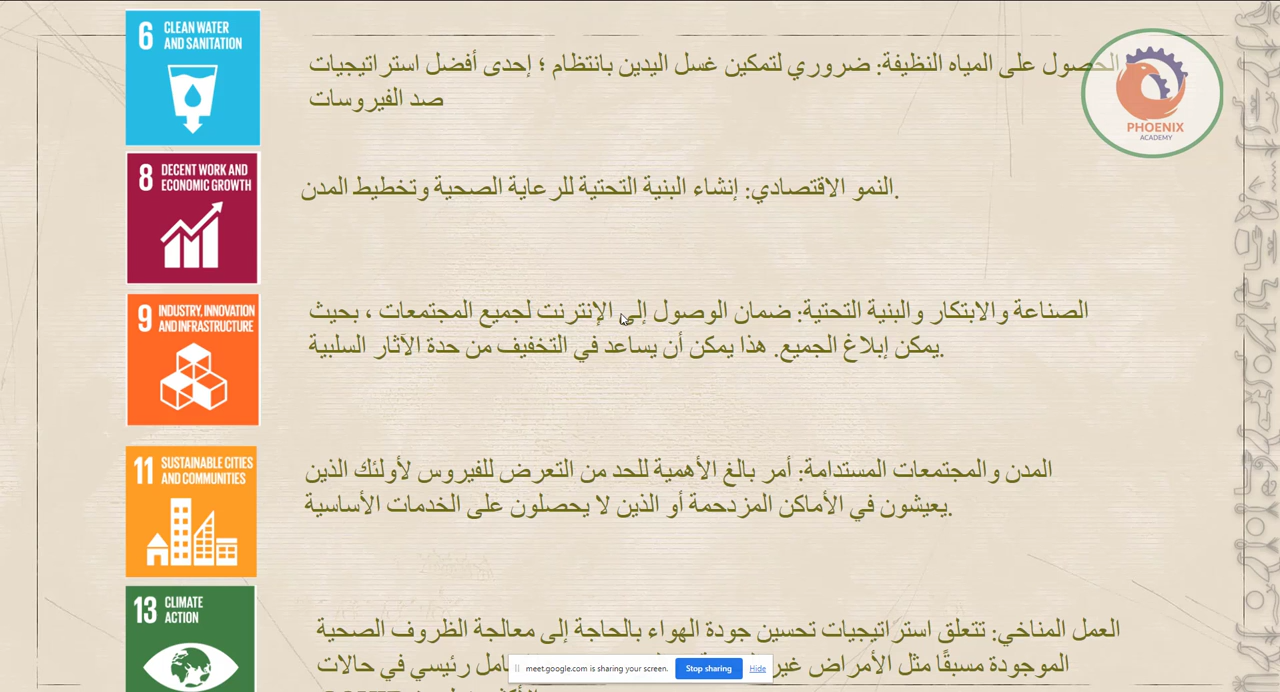 6 CLEAN WATER
AND SANITATION
الحصول على المياه النظيفة: ضروري لتمكين غسل اليدين بانتظام ؛ إحدى أفضل استراتيجيات
صد الفيروسات
PHOENIX
ACADEMY
8 DECENT WORK AND
ECONOMIC GROWTH
النمو الاقتصادي: إنشاء البنية التحتية للرعاية الصحية وتخطيط المدن.
9 INDUSTRY, INNOVATION
AND INFRASTRUCTURE
الصناعة والابتكار والبنية التحتية: ضمان الوصول إلى الإنترنت لجميع المجتمعات ، بحيث
يمكن إبلاغ الجميع. هذا يمكن أن يساعد في التخفيف من حدة الآثار السلبية.
11 SUSTAINABLE CITIES
AND COMMUNITIES
المدن والمجتمعات المستدامة: أمر بالغ الأهمية للحد من التعرض للفيروس لأولئك الذين
يعيشون في الأماكن المزدحمة أو الذين لا يحصلون على الخدمات الأساسية.
13 CLIMATE
ACTION
العمل المناخي: تتعلق استراتيجيات تحسين جودة الهواء بالحاجة إلى معالجة الظروف الصحية
الموجودة مسبقًا مثل الأمراض غير رئيسي في حالات
meet.google.com is sharing your screen. Stop sharing Hide